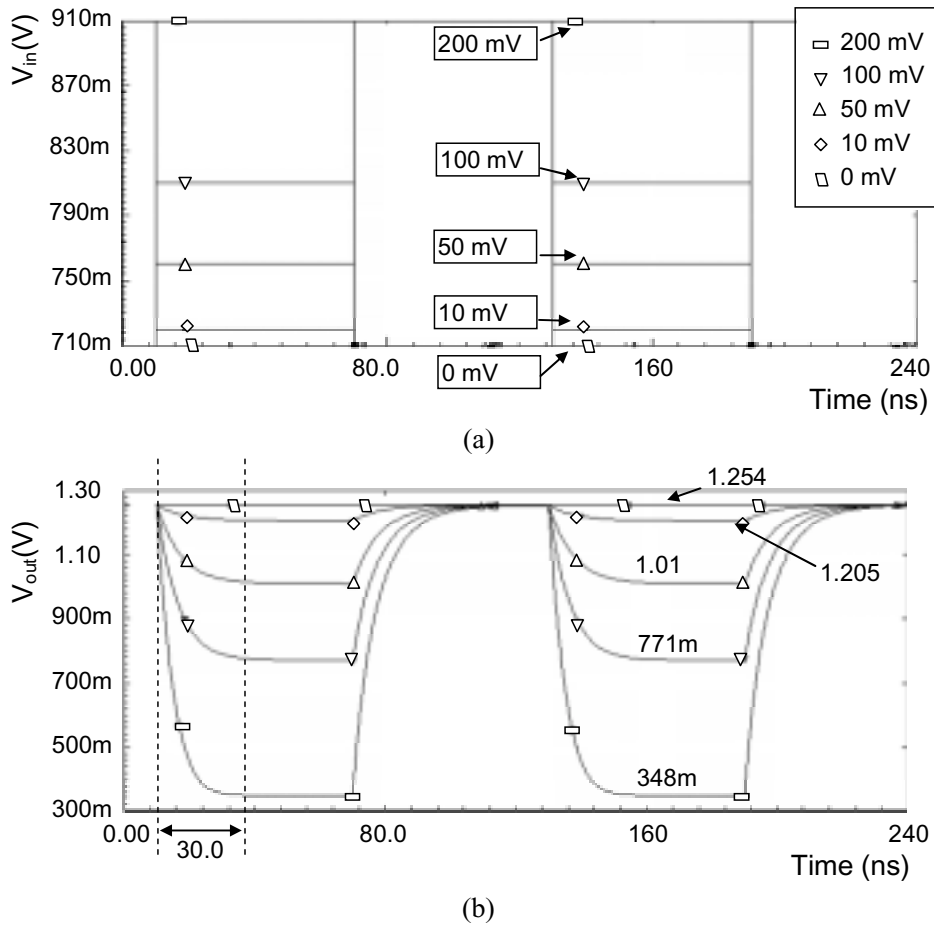 V_in(V)
910m
870m
830m
790m
750m
710m
200 mV
100 mV
50 mV
10 mV
0 mV
200 mV
100 mV
50 mV
10 mV
0 mV
0.00
80.0
160
240
Time (ns)
(a)
V_out(V)
1.30
1.10
900m
700m
500m
300m
1.254
1.205
1.01
771m
348m
0.00
80.0
160
240
30.0
Time (ns)
(b)